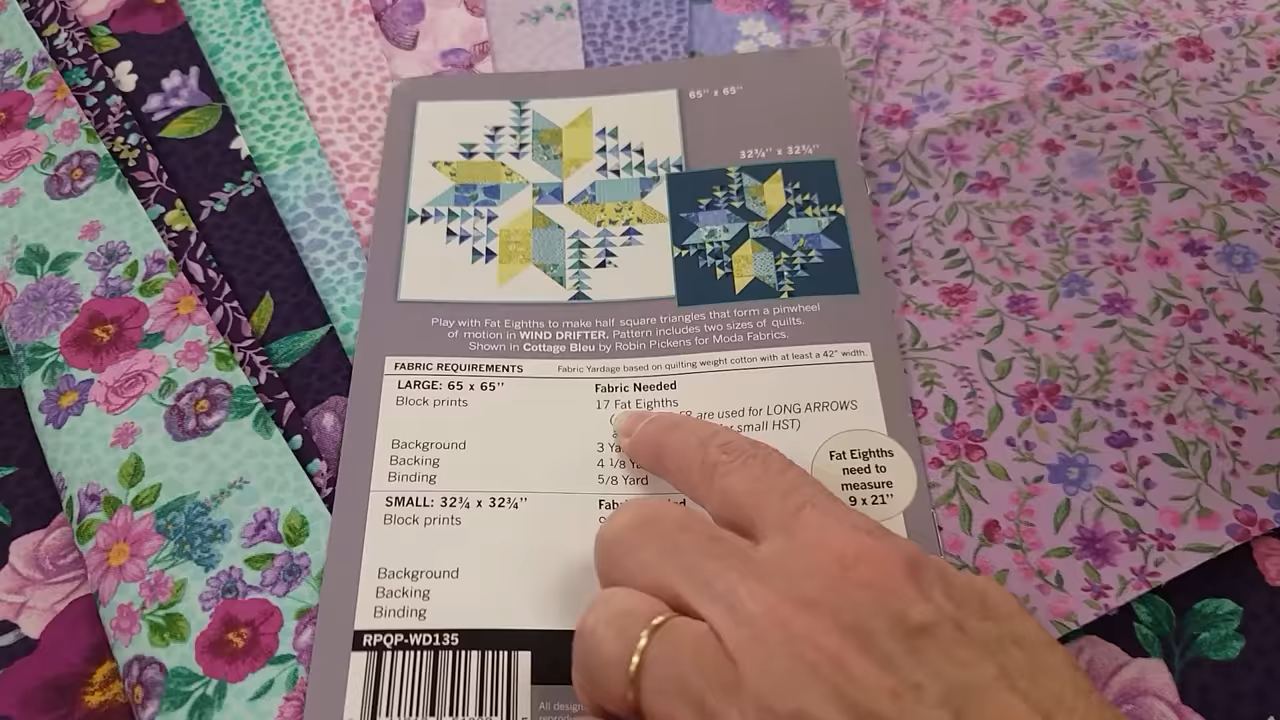 65" x 65"
32¾" x 32¼"
Play with Fat Eighths to make half square triangles that form a pinwheel
of motion in WIND DRIFTER. Pattern includes two sizes of quilts.
Shown in Cottage Bleu by Robin Pickens for Moda Fabrics.
FABRIC REQUIREMENTS Fabric Yardage based on quilting weight cotton with at least a 42" width.
LARGE: 65 x 65" Fabric Needed
Block prints 17 Fat Eighths
are used for LONG ARROWS
small HST)
Background 3
Backing 4 1/8
Binding 5/8 Yard
Fat Eighths
need to
measure
9 x 21"
SMALL: 32¾ x 32¾"
Block prints
Background
Backing
Binding
RPQP-WD135
All